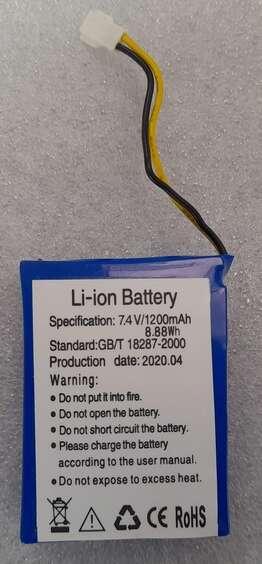 Li-ion Battery
Specification: 7.4V/1200mAh
8.88Wh
Standard:GB/T 18287-2000
Production date: 2020.04
Warning:
● Do not put it into fire.
● Do not open the battery.
● Do not short circuit the battery.
● Please charge the battery
according to the user manual.
● Do not expose to excess heat.
CE RoHS